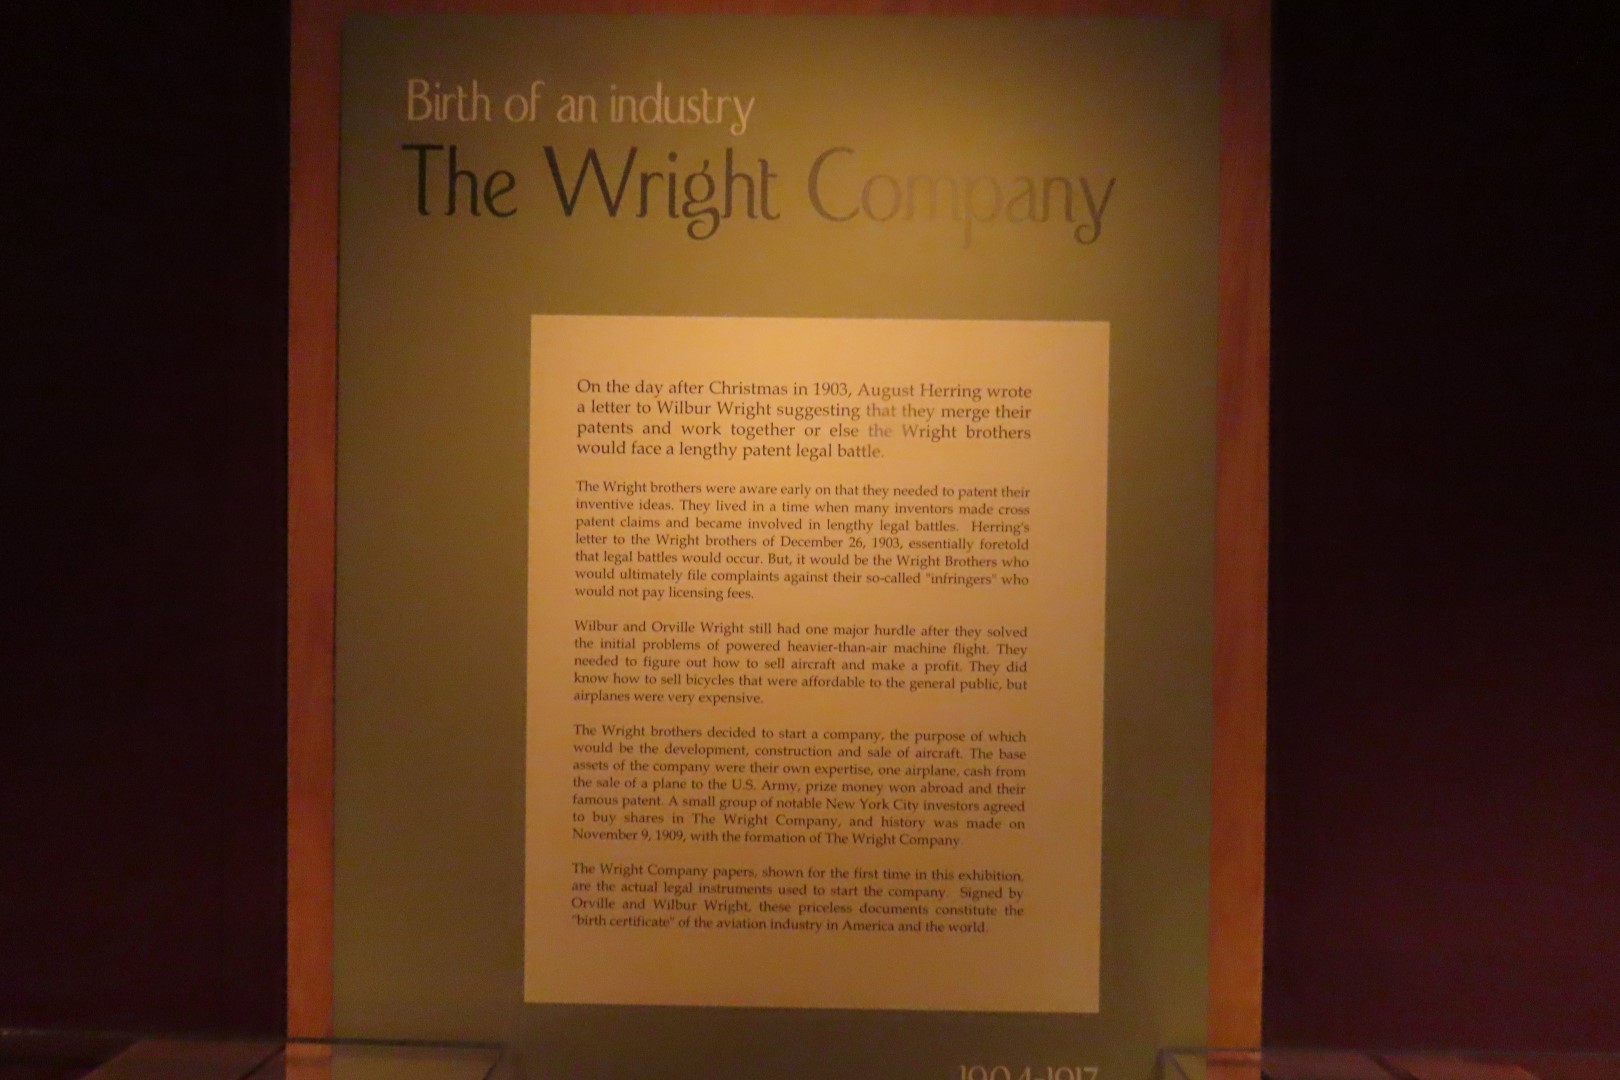 Birth of an industry
The Wright Company
On the day after Christmas in 1903, August Herring wrote
a letter to Wilbur Wright suggesting that they merge their
patents and work together or else the Wright brothers
would face a lengthy patent legal battle.
The Wright brothers were aware early on that they needed to patent their
inventive ideas. They lived in a time when many inventors made cross
patent claims and became involved in lengthy legal battles. Herring's
letter to the Wright brothers of December 26, 1903, essentially foretold
that legal battles would occur. But, it would be the Wright Brothers who
would ultimately file complaints against their so-called "infringers" who
would not pay licensing fees.
Wilbur and Orville Wright still had one major hurdle after they solved
the initial problems of powered heavier-than-air machine flight. They
needed to figure out how to sell aircraft and make a profit. They did
know how to sell bicycles that were affordable to the general public, but
airplanes were very expensive.
The Wright brothers decided to start a company, the purpose of which
would be the development, construction and sale of aircraft. The base
assets of the company were their own expertise, one airplane, cash from
the sale of a plane to the U.S. Army, prize money won abroad and their
famous patent. A small group of notable New York City investors agreed
to buy shares in The Wright Company, and history was made on
November 9, 1909, with the formation of The Wright Company.
The Wright Company papers, shown for the first time in this exhibition,
are the actual legal instruments used to start the company. Signed by
Orville and Wilbur Wright, these priceless documents constitute the
"birth certificate" of the aviation industry in America and the world.
1904-1917